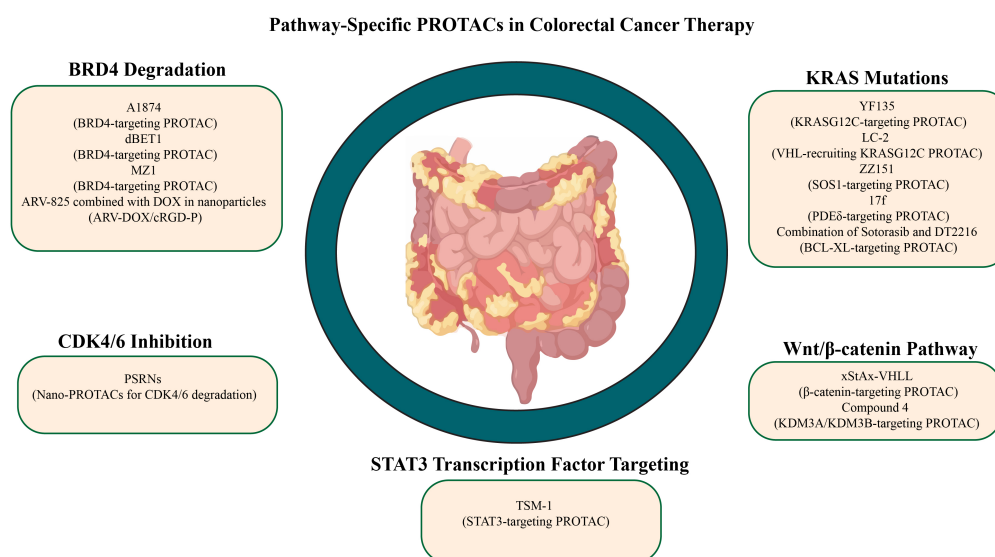 Pathway-Specific PROTACs in Colorectal Cancer Therapy
BRD4 Degradation
A1874
(BRD4-targeting PROTAC)
dBET1
(BRD4-targeting PROTAC)
MZ1
(BRD4-targeting PROTAC)
ARV-825 combined with DOX in nanoparticles
(ARV-DOX/cRGD-P)
KRAS Mutations
YF135
(KRASG12C-targeting PROTAC)
LC-2
(VHL-recruiting KRASG12C PROTAC)
ZZ151
(SOS1-targeting PROTAC)
17f
(PDEδ-targeting PROTAC)
Combination of Sotorasib and DT2216
(BCL-XL-targeting PROTAC)
CDK4/6 Inhibition
PSRNs
(Nano-PROTACs for CDK4/6 degradation)
Wnt/β-catenin Pathway
xStAx-VHLL
(β-catenin-targeting PROTAC)
Compound 4
(KDM3A/KDM3B-targeting PROTAC)
STAT3 Transcription Factor Targeting
TSM-1
(STAT3-targeting PROTAC)